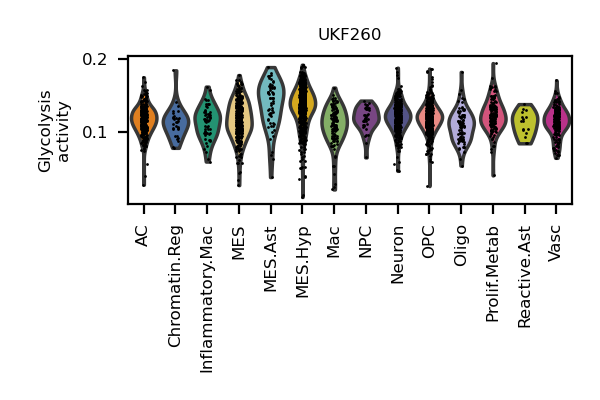 UKF260
Glycolysis
activity
0.2
0.1
AC
Chromatin.Reg
Inflammatory.Mac
MES
MES.Ast
MES.Hyp
Mac
NPC
Neuron
OPC
Oligo
Prolif.Metab
Reactive.Ast
Vasc